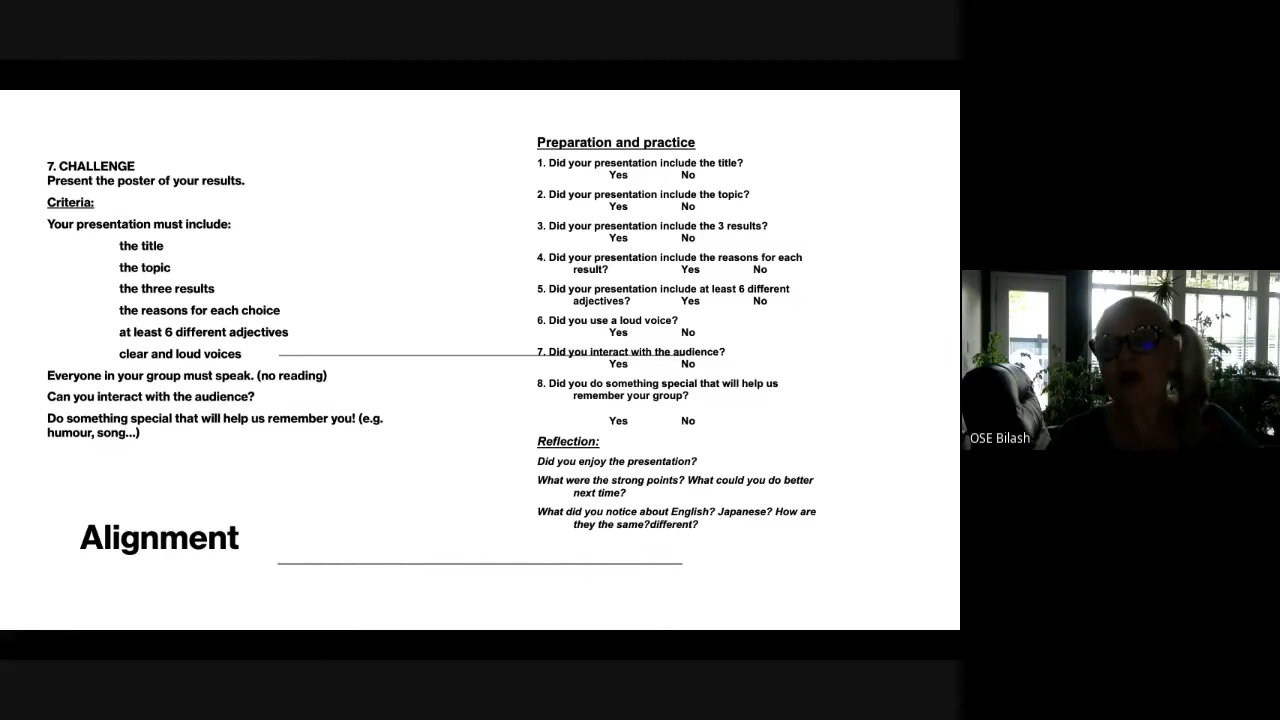 7. CHALLENGE
Present the poster of your results.
Criteria:
Your presentation must include:
the title
the topic
the three results
the reasons for each choice
at least 6 different adjectives
clear and loud voices
Everyone in your group must speak. (no reading)
Can you interact with the audience?
Do something special that will help us remember you! (e.g.
humour, song...)
Alignment
Preparation and practice
1. Did your presentation include the title?
Yes No
2. Did your presentation include the topic?
Yes No
3. Did your presentation include the 3 results?
Yes No
4. Did your presentation include the reasons for each
result? Yes No
5. Did your presentation include at least 6 different
adjectives? Yes No
6. Did you use a loud voice?
Yes No
7. Did you interact with the audience?
Yes No
8. Did you do something special that will help us
remember your group?
Yes No
Reflection:
Did you enjoy the presentation?
What were the strong points? What could you do better
next time?
What did you notice about English? Japanese? How are
they the same?different?
OSE Bilash